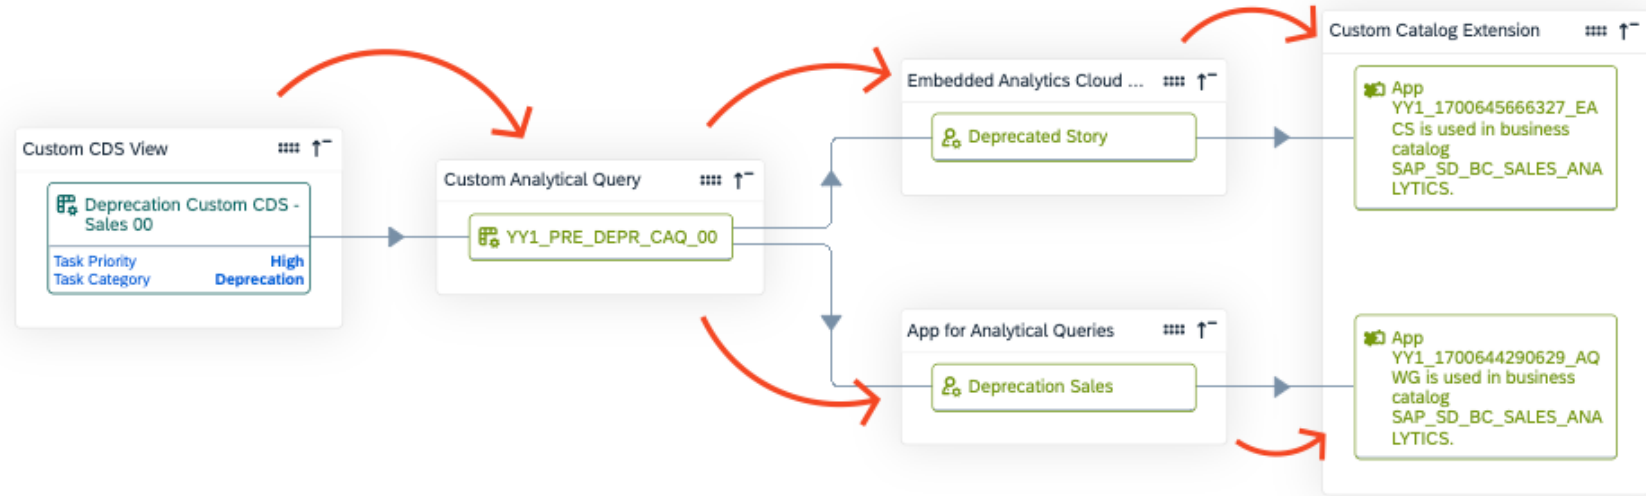 Custom CDS View
Deprecation Custom CDS -
Sales 00
Task Priority High
Task Category Deprecation
Custom Analytical Query
YY1_PRE_DEPR_CAQ_00
Embedded Analytics Cloud ...
Deprecated Story
App for Analytical Queries
Deprecation Sales
Custom Catalog Extension
App
YY1_1700645666327_EA
CS is used in business
catalog
SAP_SD_BC_SALES_ANA
LYTICS.
App
YY1_1700644290629_AQ
WG is used in business
catalog
SAP_SD_BC_SALES_ANA
LYTICS.